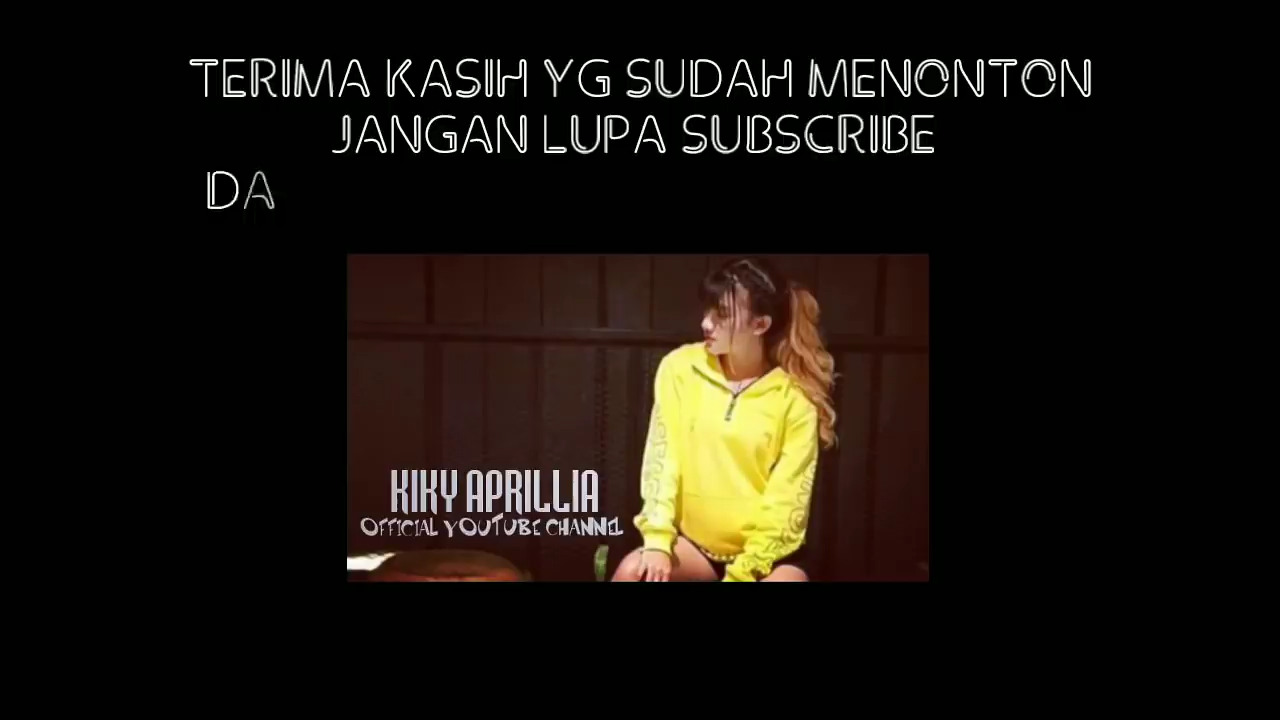 TERIMA KASIH YG SUDAH MENONTON
JANGAN LUPA SUBSCRIBE
DA
KIKY APRILLIA
OFFICIAL YOUTUBE CHANNEL